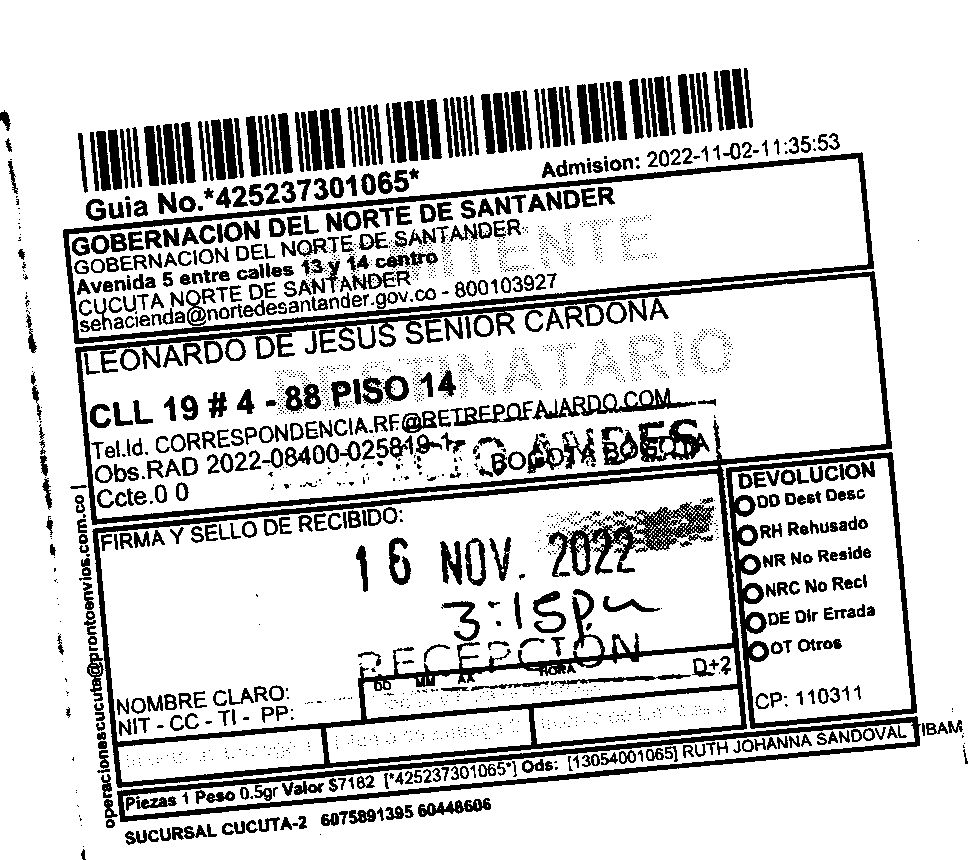 Admision: 2022-11-02-11:35:53
Guia No.*425237301065*
GOBERNACION DEL NORTE DE SANTANDER
GOBERNACION DEL NORTE DE SANTANDER
Avenida 5 entre calles 13 y 14 centro
CUCUTA NORTE DE SANTANDER
sehacienda@nortedesantander.gov.co - 800103927
LEONARDO DE JESUS SENIOR CARDONA
DESTINATARIO
CLL 19 # 4 - 88 PISO 14
Tel.Id. CORRESPONDENCIA.RF@RETREPOFAJARDO.COM
Obs.RAD 2022-08400-025819-1-
ANDES
BOGOTA BOGOTA
Ccte.0 0
FIRMA Y SELLO DE RECIBIDO:
16 NOV. 2022
3:15pm
RECEPCIÓN
DD MM AA HORA
D+2
NOMBRE CLARO:
NIT - CC - TI - PP:
DEVOLUCION
DD Dest Desc
RH Rehusado
NR No Reside
NRC No Recl
DE Dir Errada
OT Otros
CP: 110311
Piezas 1 Peso 0.5gr Valor $7182 [*425237301065*] Ods: [13054001065] RUTH JOHANNA SANDOVAL TIBAM
SUCURSAL CUCUTA-2 6075891395 60448606
operacionescucuta@prontoenvios.com.co |